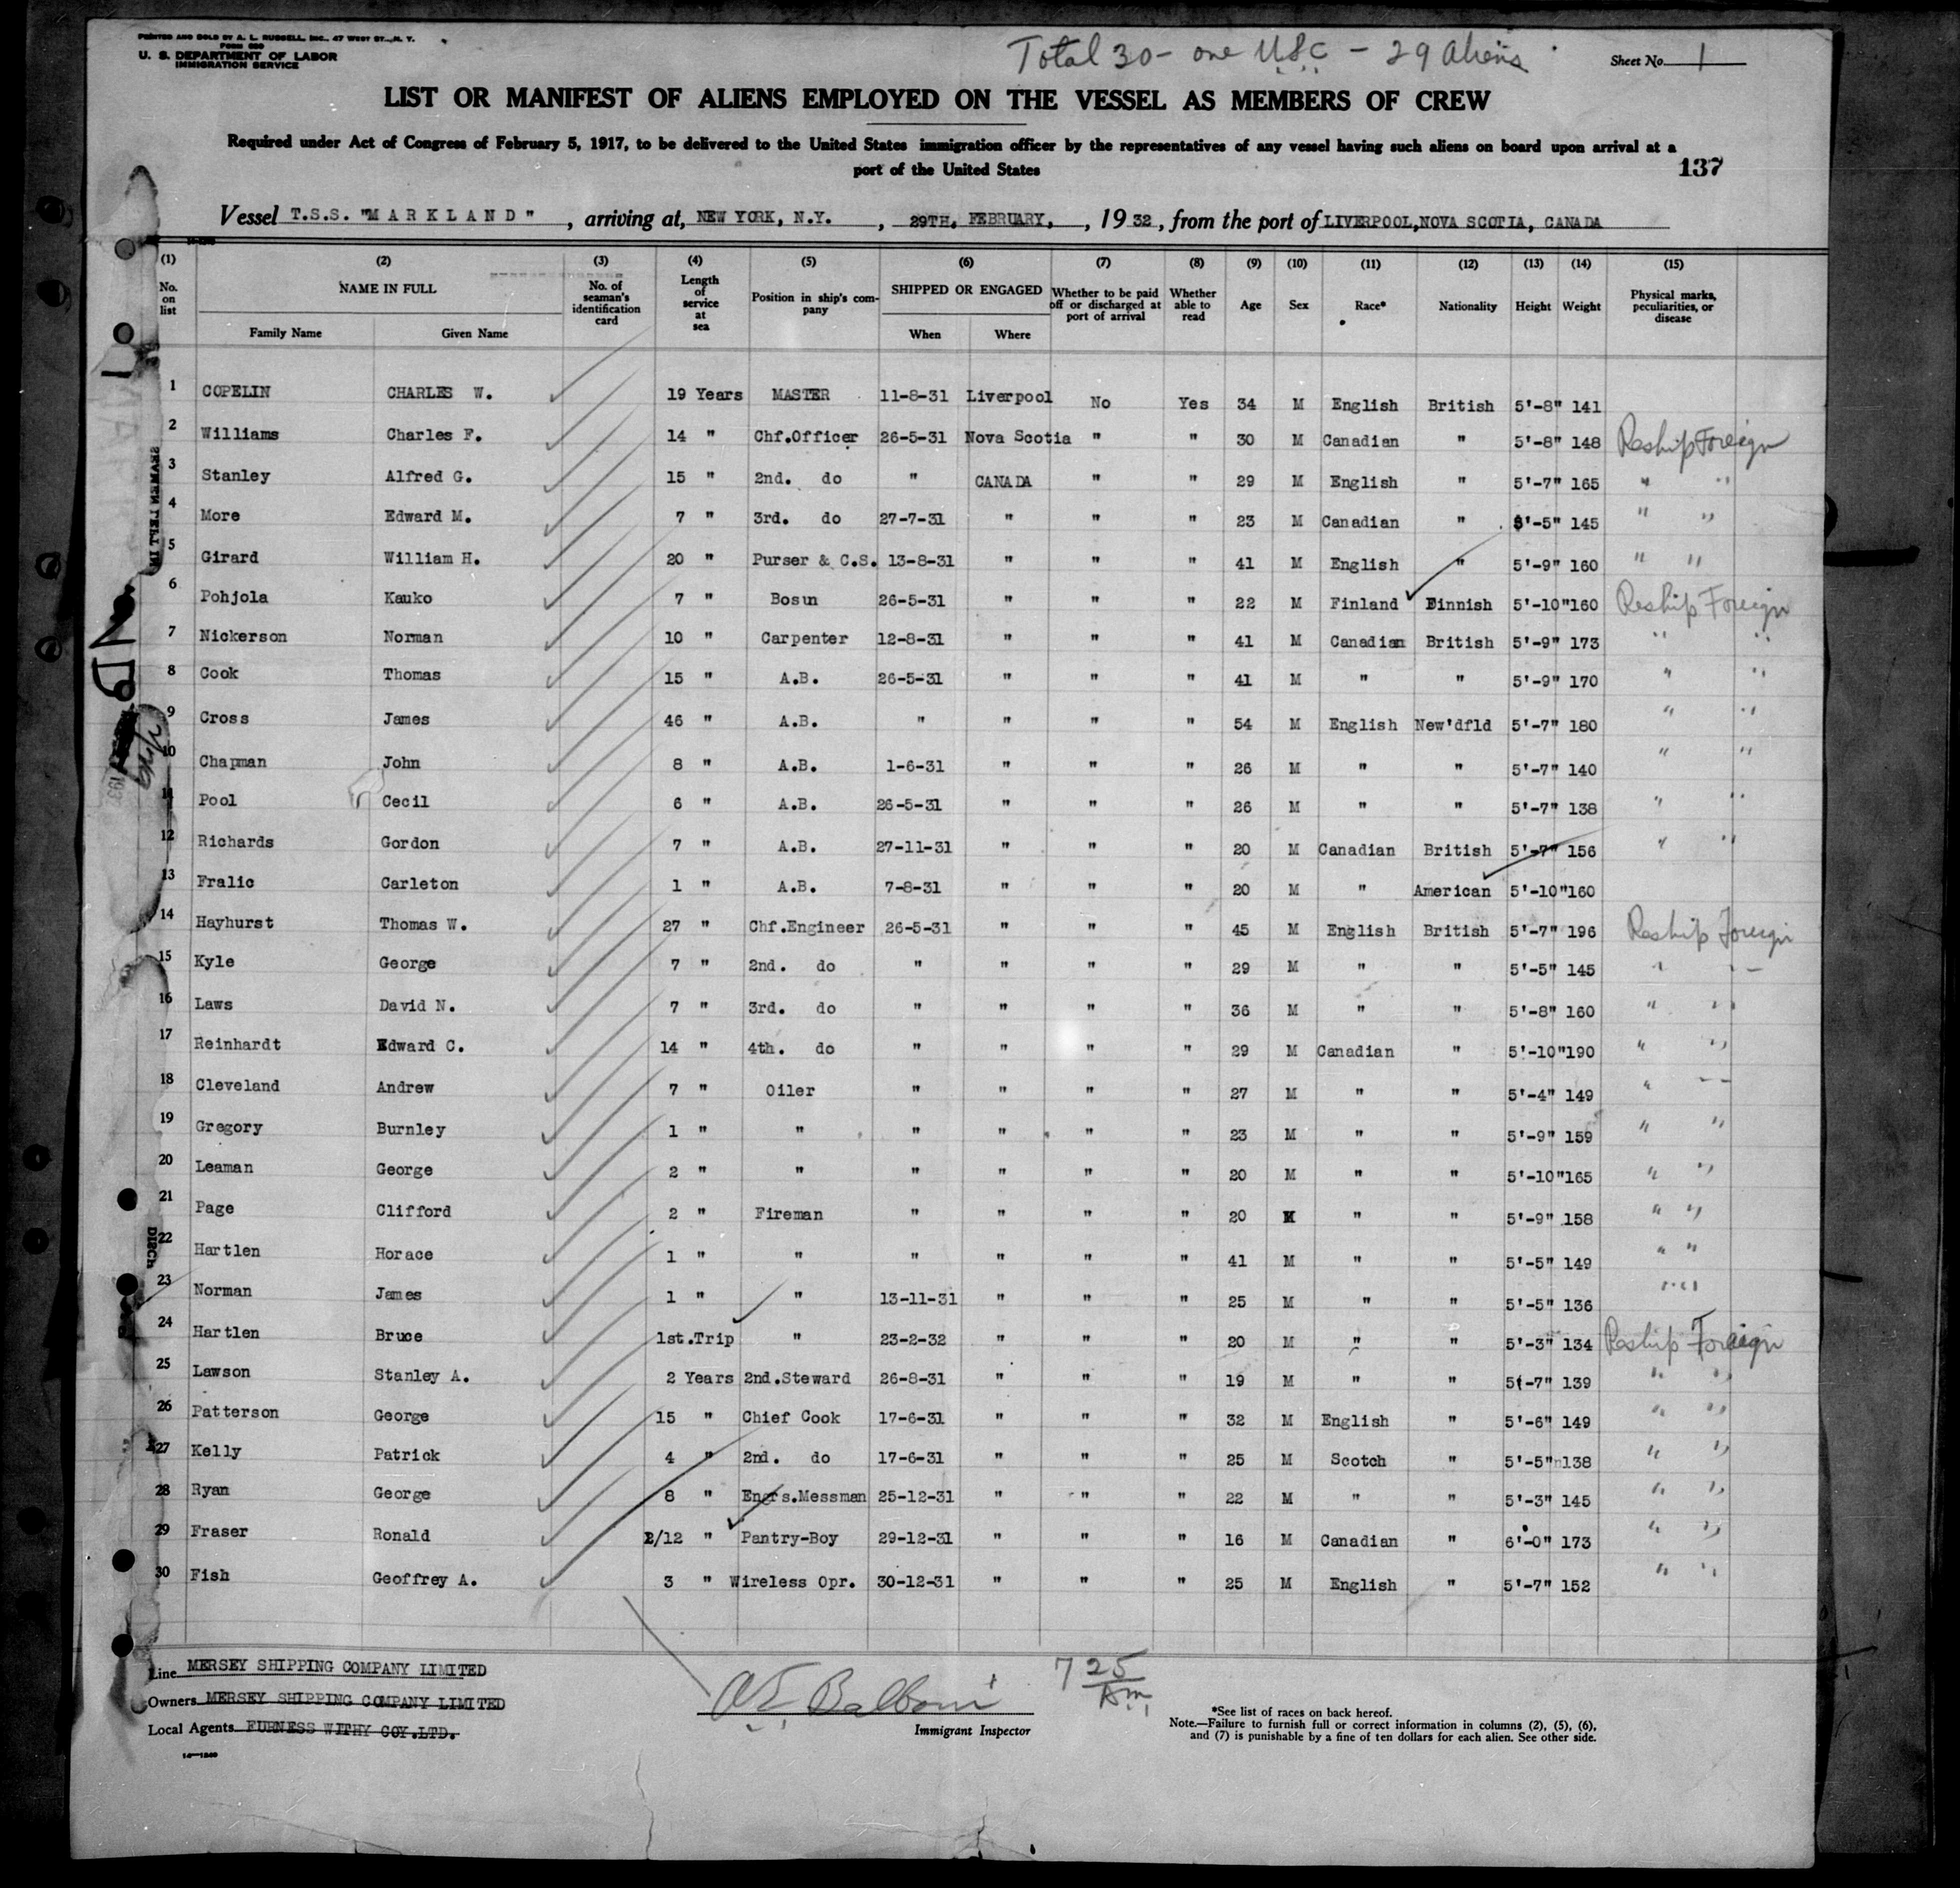 PRINTED AND SOLD BY A. L. RUSSELL, INC., 47 WEST ST., N. Y.
Form 680
U. S. DEPARTMENT OF LABOR
IMMIGRATION SERVICE
Total 30 - one USC - 29 Aliens
Sheet No. 1
LIST OR MANIFEST OF ALIENS EMPLOYED ON THE VESSEL AS MEMBERS OF CREW
Required under Act of Congress of February 5, 1917, to be delivered to the United States immigration officer by the representatives of any vessel having such aliens on board upon arrival at a
port of the United States
137
Vessel T.S.S. "MARKLAND", arriving at, NEW YORK, N.Y., 29TH, FEBRUARY, 1932, from the port of LIVERPOOL, NOVA SCOTIA, CANADA
(1) (2) (3) (4) (5) (6) (7) (8) (9) (10) (11) (12) (13) (14) (15)
No. on list NAME IN FULL Family Name Given Name No. of seaman's identification card Length of service at sea Position in ship's company SHIPPED OR ENGAGED When Where Whether to be paid off or discharged at port of arrival Whether able to read Age Sex Race* Nationality Height Weight Physical marks, peculiarities, or disease
1 COPELIN CHARLES W. 19 Years MASTER 11-8-31 Liverpool No Yes 34 M English British 5'-8" 141
2 Williams Charles F. 14 " Chf.Officer 26-5-31 Nova Scotia " " 30 M Canadian " 5'-8" 148 Reship Foreign
3 Stanley Alfred G. 15 " 2nd. do " CANADA " " 29 M English " 5'-7" 165 " "
4 More Edward M. 7 " 3rd. do 27-7-31 " " " 23 M Canadian " 5'-5" 145 " "
5 Girard William H. 20 " Purser & C.S. 13-8-31 " " " 41 M English " 5'-9" 160 " "
6 Pohjola Kauko 7 " Bosun 26-5-31 " " " 22 M Finland Finnish 5'-10" 160 Reship Foreign
7 Nickerson Norman 10 " Carpenter 12-8-31 " " " 41 M Canadian British 5'-9" 173 " "
8 Cook Thomas 15 " A.B. 26-5-31 " " " 41 M " " 5'-9" 170 " "
9 Cross James 46 " A.B. " " " " 54 M English New'dfld 5'-7" 180 " "
10 Chapman John 8 " A.B. 1-6-31 " " " 26 M " " 5'-7" 140 " "
11 Pool Cecil 6 " A.B. 26-5-31 " " " 26 M " " 5'-7" 138 " "
12 Richards Gordon 7 " A.B. 27-11-31 " " " 20 M Canadian British 5'-7" 156 " "
13 Fralic Carleton 1 " A.B. 7-8-31 " " " 20 M " American 5'-10" 160
14 Hayhurst Thomas W. 27 " Chf.Engineer 26-5-31 " " " 45 M English British 5'-7" 196 Reship Foreign
15 Kyle George 7 " 2nd. do " " " " 29 M " " 5'-5" 145 " "
16 Laws David N. 7 " 3rd. do " " " " 36 M " " 5'-8" 160 " "
17 Reinhardt Edward C. 14 " 4th. do " " " " 29 M Canadian " 5'-10" 190 " "
18 Cleveland Andrew 7 " Oiler " " " " 27 M " " 5'-4" 149 " "
19 Gregory Burnley 1 " " " " " " 23 M " " 5'-9" 159 " "
20 Leaman George 2 " " " " " " 20 M " " 5'-10" 165 " "
21 Page Clifford 2 " Fireman " " " " 20 M " " 5'-9" 158 " "
22 Hartlen Horace 1 " " " " " " 41 M " " 5'-5" 149 " "
23 Norman James 1 " " 13-11-31 " " " 25 M " " 5'-5" 136 " "
24 Hartlen Bruce 1st.Trip " 23-2-32 " " " 20 M " " 5'-3" 134 Reship Foreign
25 Lawson Stanley A. 2 Years 2nd.Steward 26-8-31 " " " 19 M " " 5(-7" 139 " "
26 Patterson George 15 " Chief Cook 17-6-31 " " " 32 M English " 5'-6" 149 " "
27 Kelly Patrick 4 " 2nd. do 17-6-31 " " " 25 M Scotch " 5'-5" 138 " "
28 Ryan George 8 " Engrs.Messman 25-12-31 " " " 22 M " " 5'-3" 145 " "
29 Fraser Ronald 2/12 " Pantry-Boy 29-12-31 " " " 16 M Canadian " 6'-0" 173 " "
30 Fish Geoffrey A. 3 " Wireless Opr. 30-12-31 " " " 25 M English " 5'-7" 152 " "
Line MERSEY SHIPPING COMPANY LIMITED
Owners MERSEY SHIPPING COMPANY LIMITED
Local Agents FURNESS WITHY COY.LTD.
7 25 Am
Immigrant Inspector
*See list of races on back hereof.
Note.—Failure to furnish full or correct information in columns (2), (5), (6),
and (7) is punishable by a fine of ten dollars for each alien. See other side.